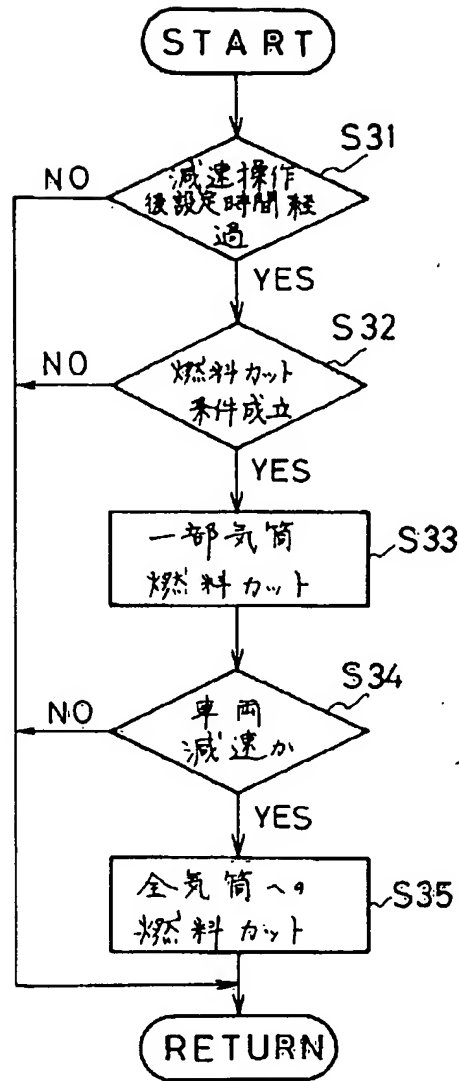 START
S31
NO
減速操作
後設定時間経
過
YES
S32
NO
燃料カット
条件成立
YES
S33
一部気筒
燃料カット
S34
NO
車両
減速か
YES
S35
全気筒への
燃料カット
RETURN